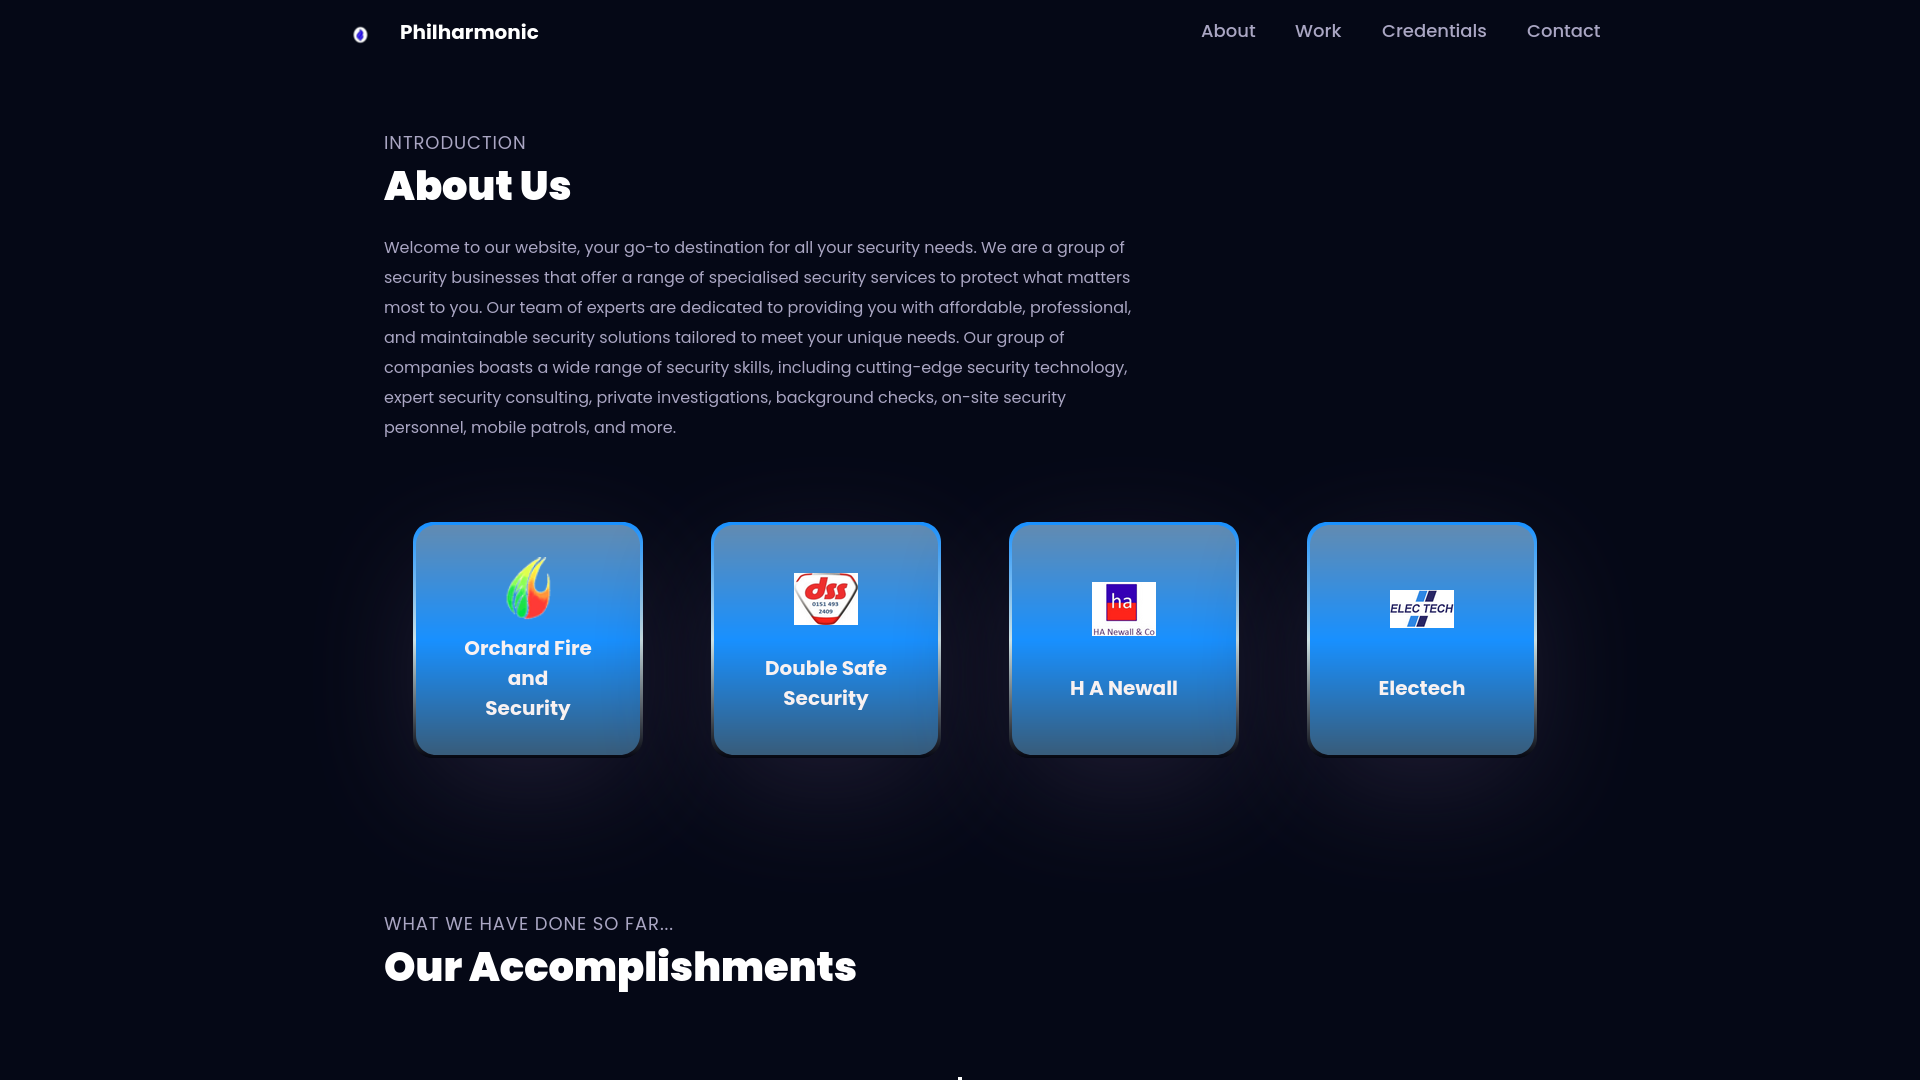 Philharmonic
About
Work
Credentials
Contact
INTRODUCTION
About Us
Welcome to our website, your go-to destination for all your security needs. We are a group of
security businesses that offer a range of specialised security services to protect what matters
most to you. Our team of experts are dedicated to providing you with affordable, professional,
and maintainable security solutions tailored to meet your unique needs. Our group of
companies boasts a wide range of security skills, including cutting-edge security technology,
expert security consulting, private investigations, background checks, on-site security
personnel, mobile patrols, and more.
Orchard Fire
and
Security
dss
0151 493
2409
Double Safe
Security
ha
HA Newall & Co
H A Newall
ELEC TECH
Electech
WHAT WE HAVE DONE SO FAR...
Our Accomplishments